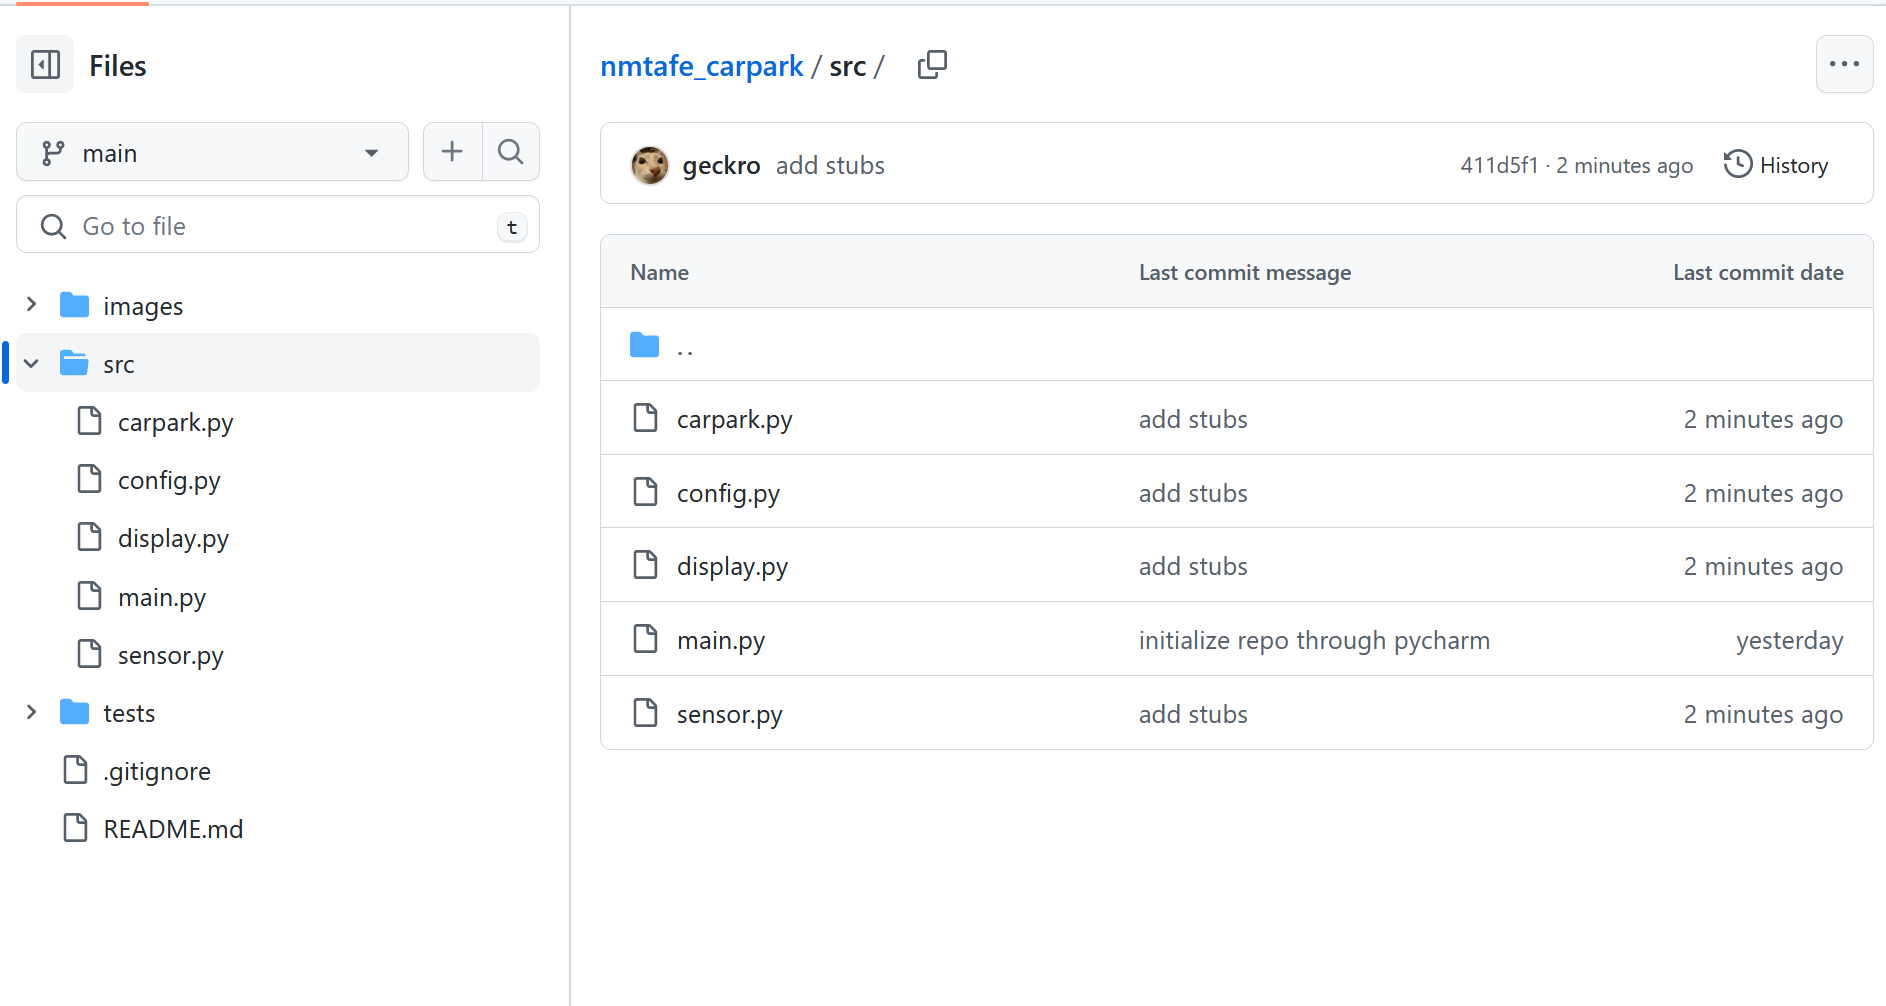 Files
main
Go to file t
images
src
carpark.py
config.py
display.py
main.py
sensor.py
tests
.gitignore
README.md
nmtafe_carpark / src /
geckro add stubs 411d5f1 · 2 minutes ago History
Name Last commit message Last commit date
..
carpark.py add stubs 2 minutes ago
config.py add stubs 2 minutes ago
display.py add stubs 2 minutes ago
main.py initialize repo through pycharm yesterday
sensor.py add stubs 2 minutes ago